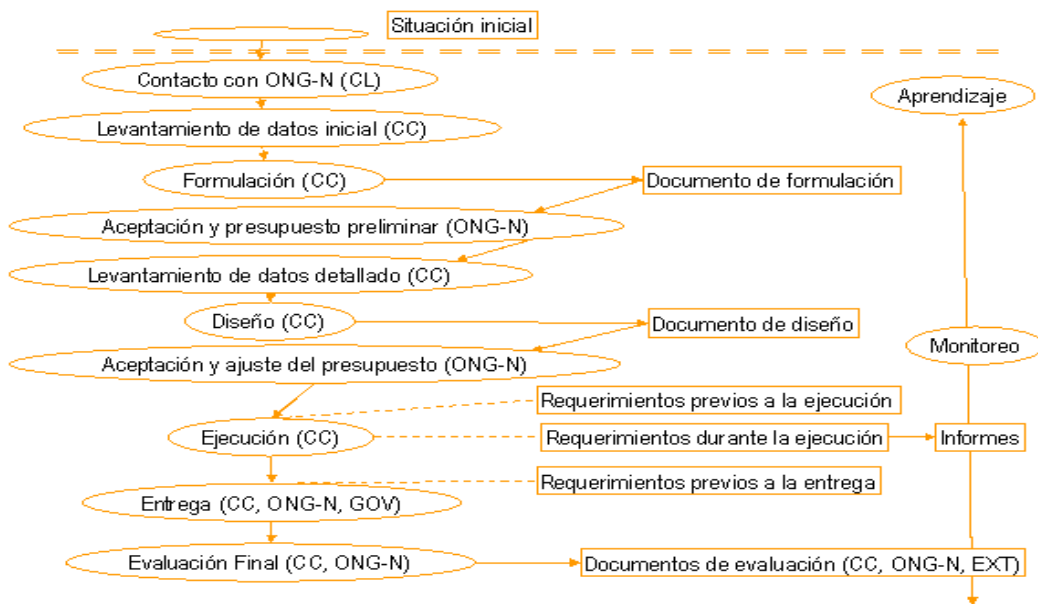 Situación inicial
Contacto con ONG-N (CL)
Aprendizaje
Levantamiento de datos inicial (CC)
Formulación (CC)
Documento de formulación
Aceptación y presupuesto preliminar (ONG-N)
Levantamiento de datos detallado (CC)
Diseño (CC)
Documento de diseño
Monitoreo
Aceptación y ajuste del presupuesto (ONG-N)
Requerimientos previos a la ejecución
Ejecución (CC)
Requerimientos durante la ejecución
Informes
Requerimientos previos a la entrega
Entrega (CC, ONG-N, GOV)
Evaluación Final (CC, ONG-N)
Documentos de evaluación (CC, ONG-N, EXT)